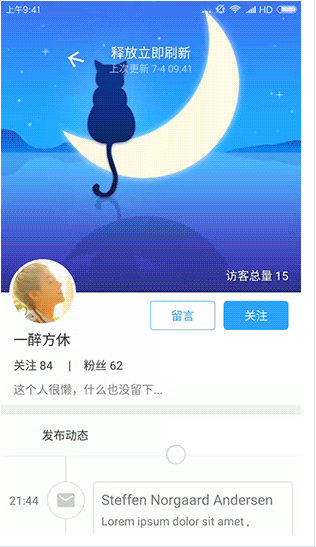 上午9:41
... HD
释放立即刷新
上次更新 7-4 09:41
访客总量 15
留言
关注
一醉方休
关注 84 | 粉丝 62
这个人很懒，什么也没留下...
发布动态
21:44
Steffen Norgaard Andersen
Lorem ipsum dolor sit amet ,